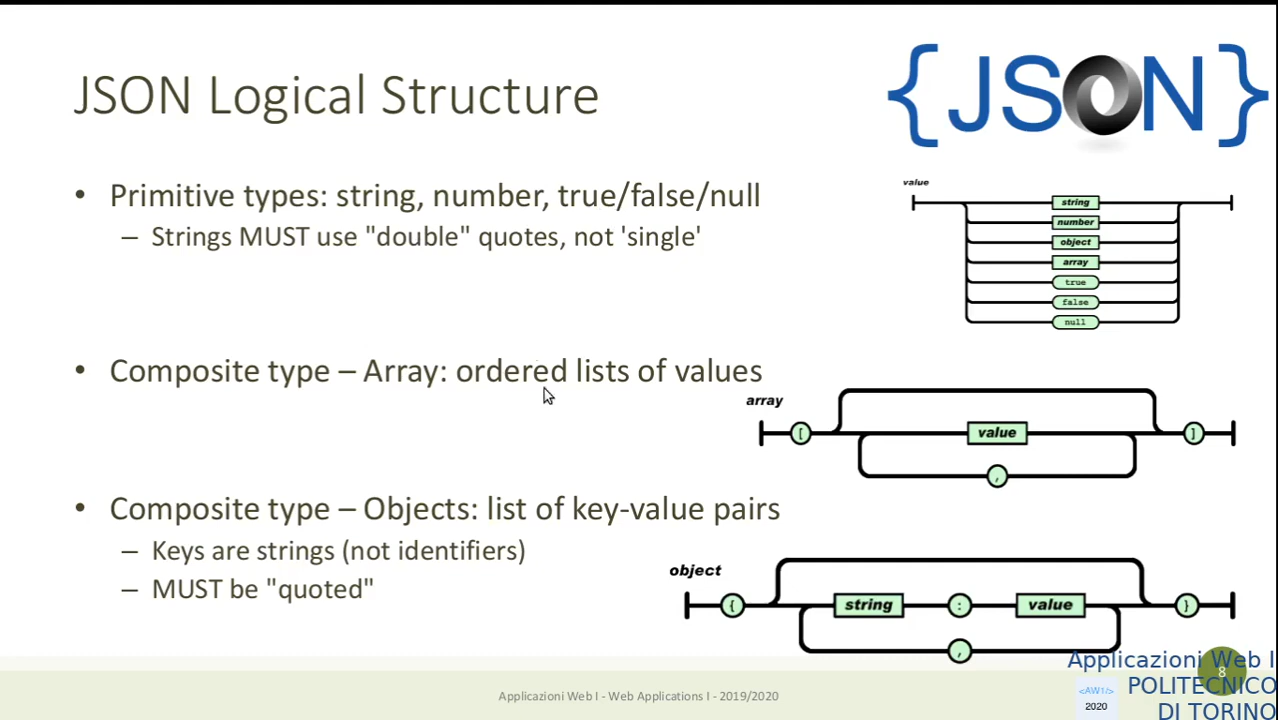 {JSON}
JSON Logical Structure
• Primitive types: string, number, true/false/null
– Strings MUST use "double" quotes, not 'single'
value
string
number
object
array
true
false
null
• Composite type – Array: ordered lists of values
array
[
value
]
,
• Composite type – Objects: list of key-value pairs
– Keys are strings (not identifiers)
– MUST be "quoted"
object
{
string
:
value
}
,
Applicazioni Web I - Web Applications I - 2019/2020
8
Applicazioni Web I
POLITECNICO
DI TORINO
<AW1/>
2020